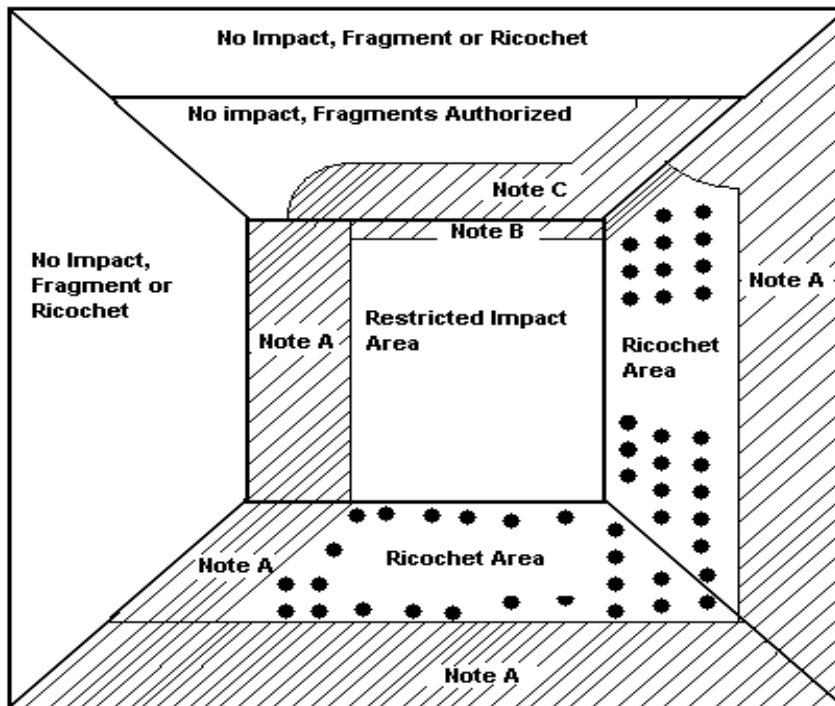 No Impact, Fragment or Ricochet
No impact, Fragments Authorized
Note C
Note B
No Impact,
Fragment or
Ricochet
Note A
Restricted Impact
Area
Ricochet
Area
Note A
Ricochet Area
Note A
Note A